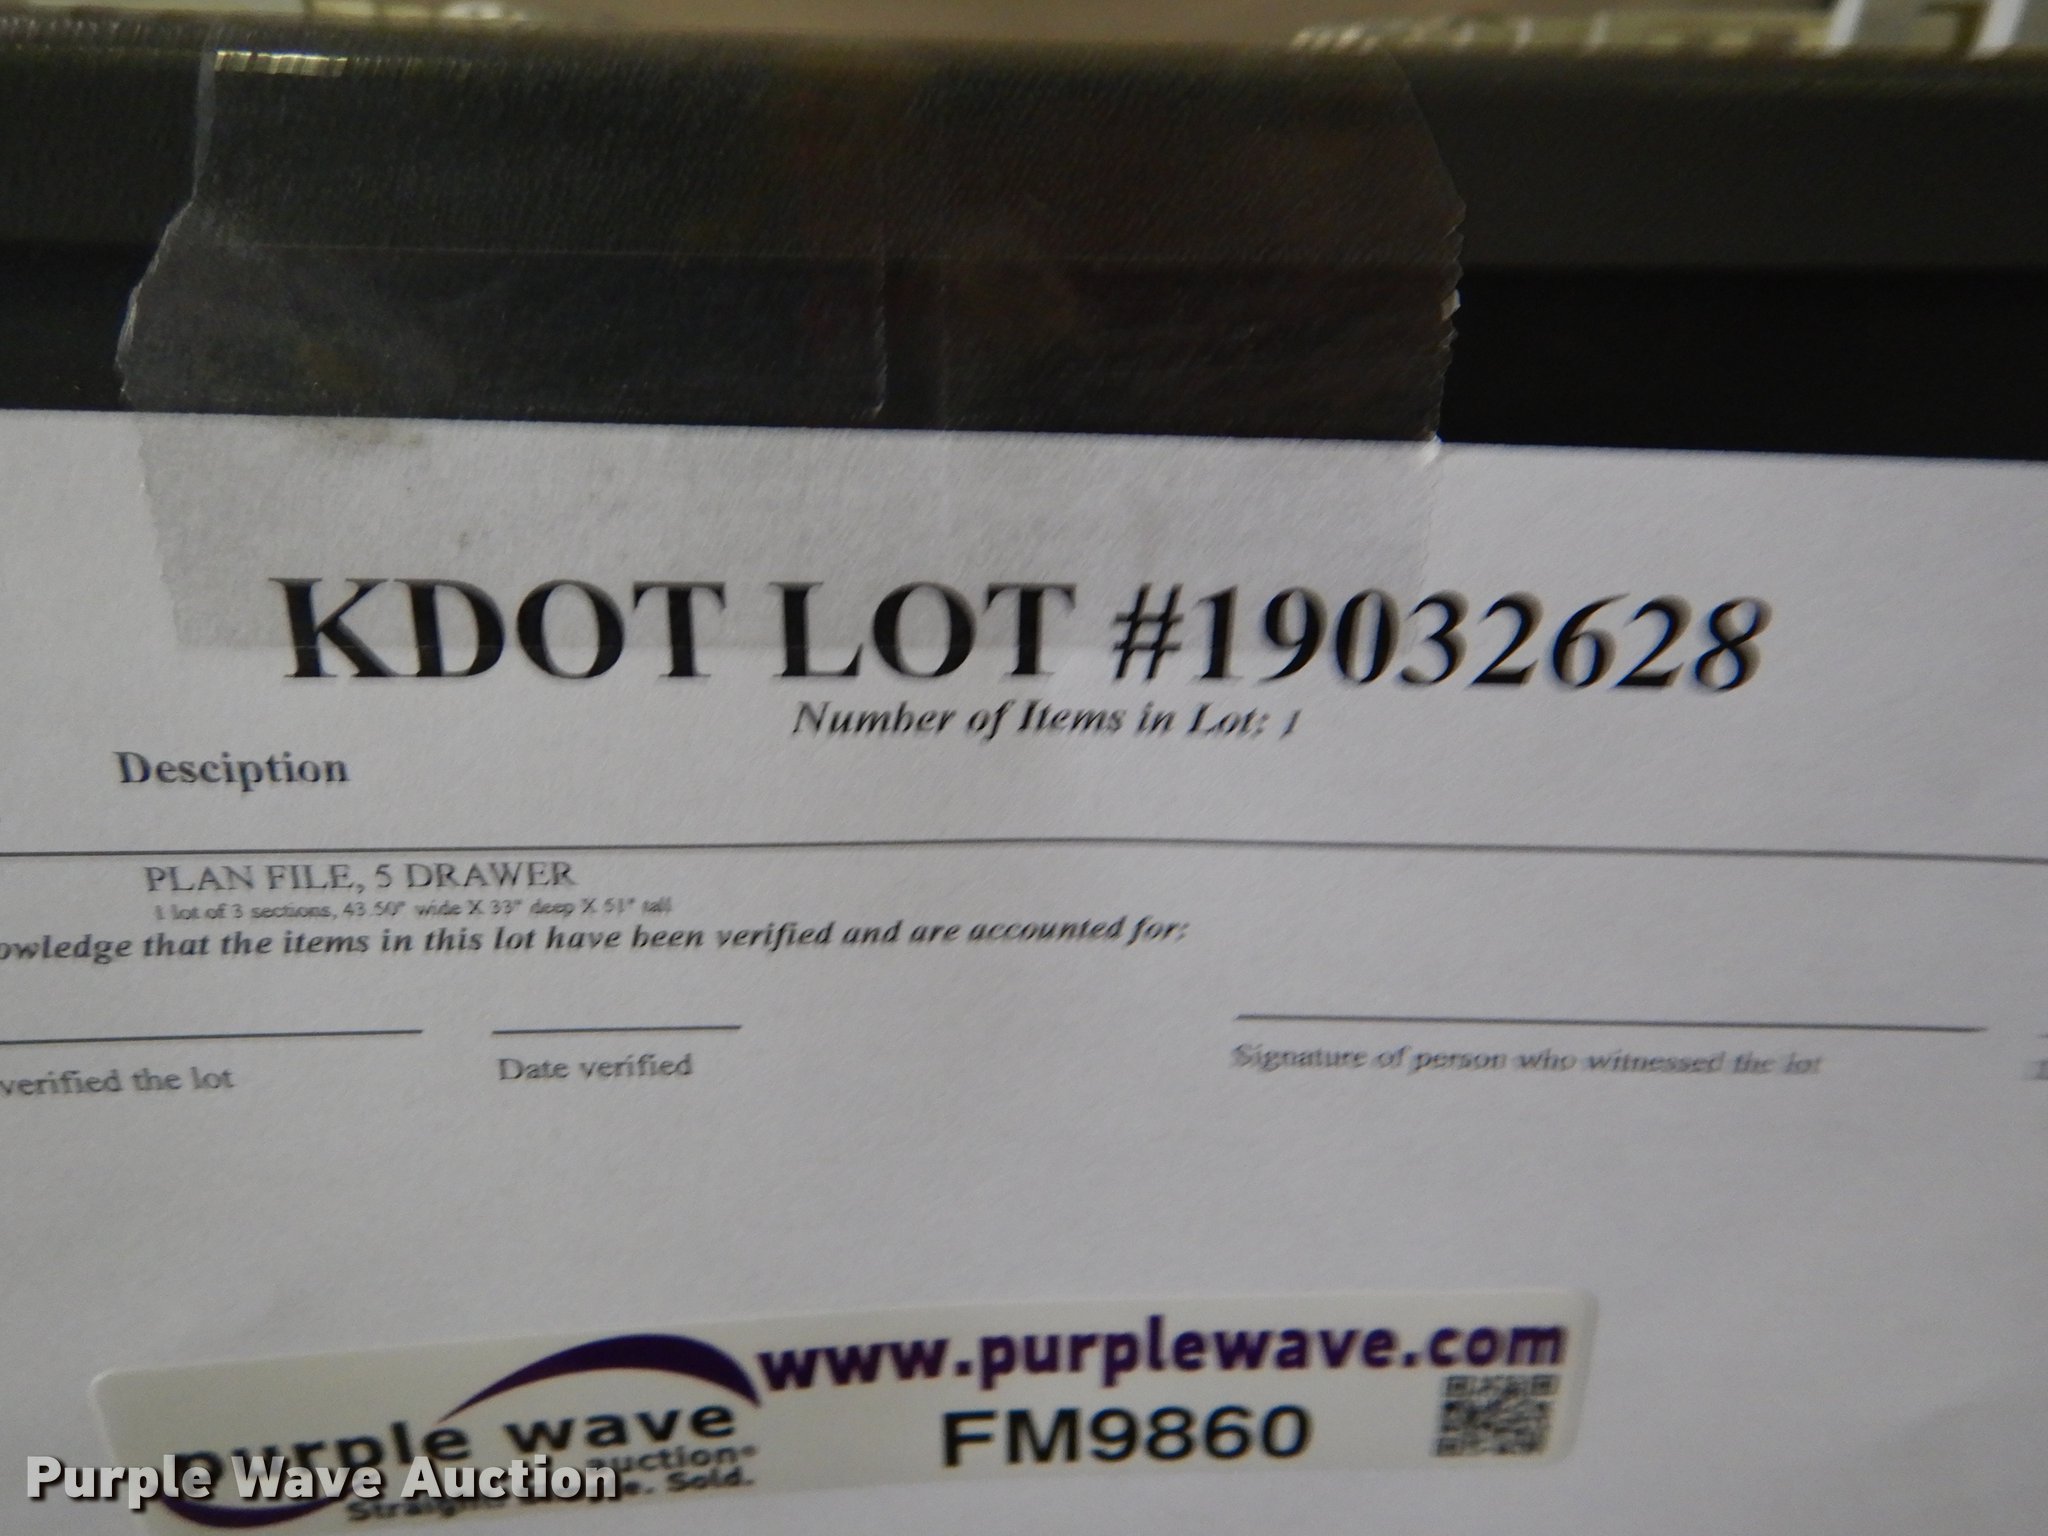 KDOT LOT #19032628
Number of Items in Lot: 1
Desciption
PLAN FILE, 5 DRAWER
1 lot of 3 sections, 43.50" wide X 33" deep X 51" tall
owledge that the items in this lot have been verified and are accounted for:
verified the lot
Date verified
Signature of person who witnessed the lot
www.purplewave.com
purple wave
auction®
Sold.
FM9860
Purple Wave Auction